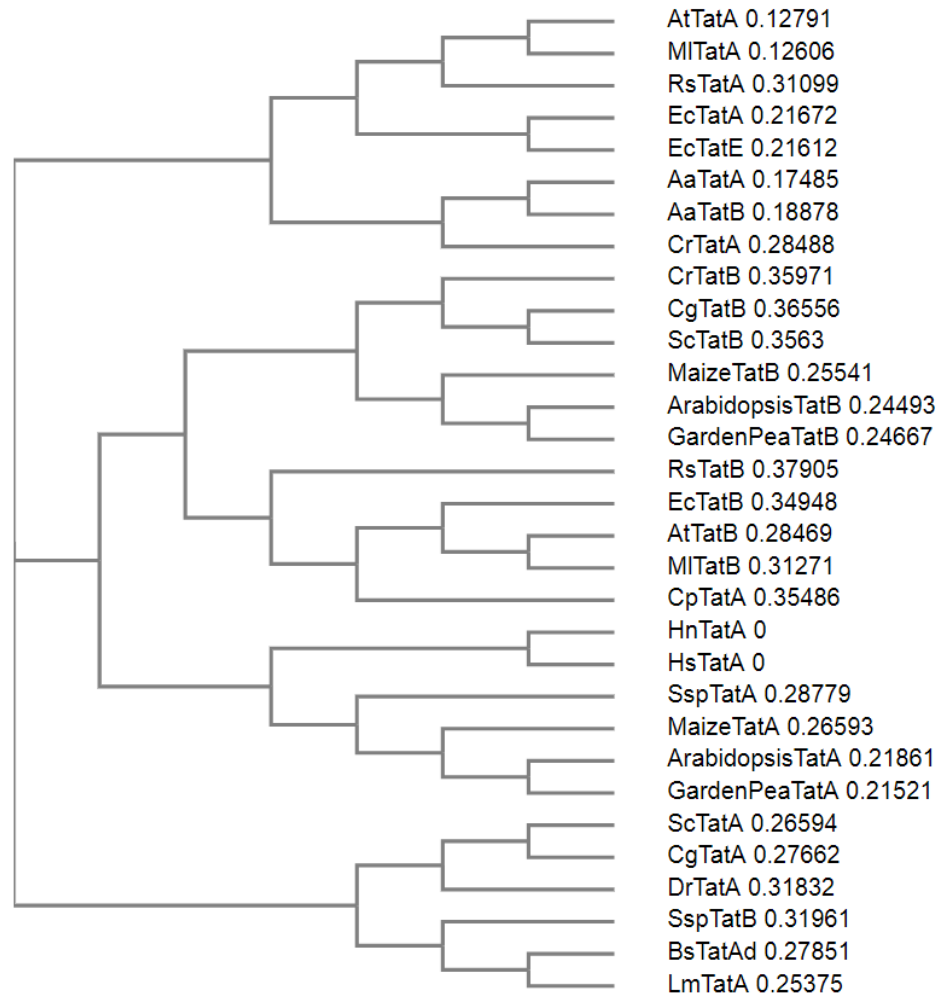 AtTatA 0.12791
MlTatA 0.12606
RsTatA 0.31099
EcTatA 0.21672
EcTatE 0.21612
AaTatA 0.17485
AaTatB 0.18878
CrTatA 0.28488
CrTatB 0.35971
CgTatB 0.36556
ScTatB 0.3563
MaizeTatB 0.25541
ArabidopsisTatB 0.24493
GardenPeaTatB 0.24667
RsTatB 0.37905
EcTatB 0.34948
AtTatB 0.28469
MlTatB 0.31271
CpTatA 0.35486
HnTatA 0
HsTatA 0
SspTatA 0.28779
MaizeTatA 0.26593
ArabidopsisTatA 0.21861
GardenPeaTatA 0.21521
ScTatA 0.26594
CgTatA 0.27662
DrTatA 0.31832
SspTatB 0.31961
BsTatAd 0.27851
LmTatA 0.25375